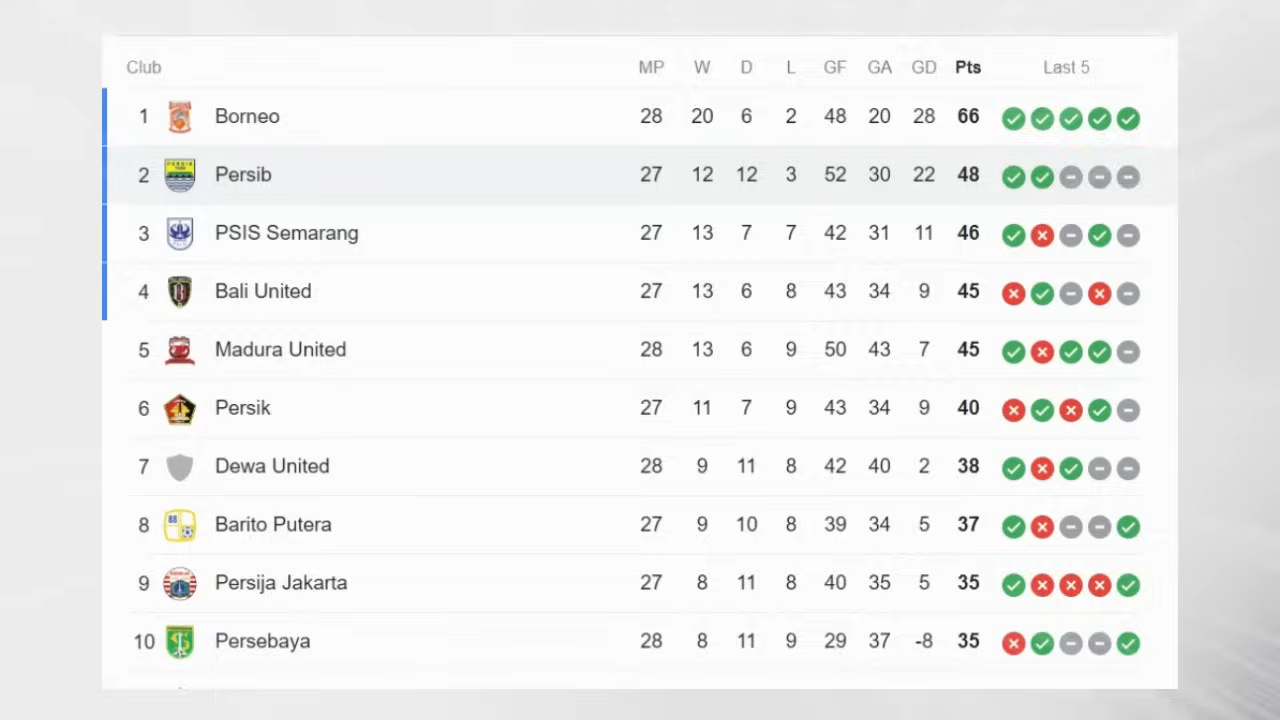 Club MP W D L GF GA GD Pts Last 5
1 Borneo 28 20 6 2 48 20 28 66
2 Persib 27 12 12 3 52 30 22 48
3 PSIS Semarang 27 13 7 7 42 31 11 46
4 Bali United 27 13 6 8 43 34 9 45
5 Madura United 28 13 6 9 50 43 7 45
6 Persik 27 11 7 9 43 34 9 40
7 Dewa United 28 9 11 8 42 40 2 38
8 Barito Putera 27 9 10 8 39 34 5 37
9 Persija Jakarta 27 8 11 8 40 35 5 35
10 Persebaya 28 8 11 9 29 37 -8 35